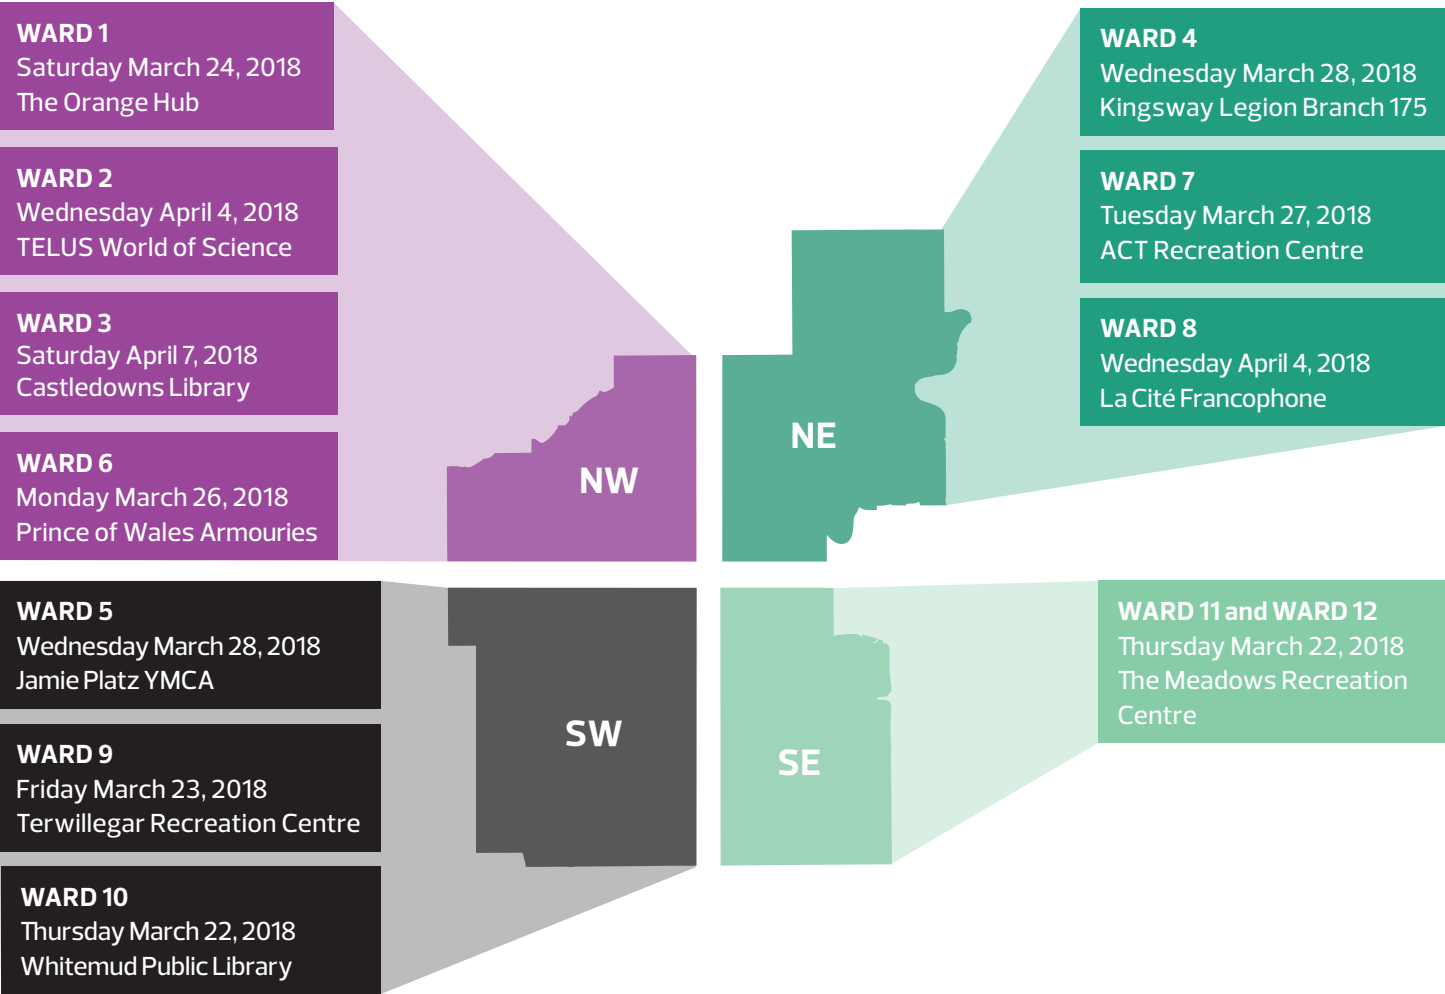 WARD 1
Saturday March 24, 2018
The Orange Hub
WARD 2
Wednesday April 4, 2018
TELUS World of Science
WARD 3
Saturday April 7, 2018
Castledowns Library
WARD 6
Monday March 26, 2018
Prince of Wales Armouries
WARD 5
Wednesday March 28, 2018
Jamie Platz YMCA
WARD 9
Friday March 23, 2018
Terwillegar Recreation Centre
WARD 10
Thursday March 22, 2018
Whitemud Public Library
NW
NE
SW
SE
WARD 4
Wednesday March 28, 2018
Kingsway Legion Branch 175
WARD 7
Tuesday March 27, 2018
ACT Recreation Centre
WARD 8
Wednesday April 4, 2018
La Cité Francophone
WARD 11 and WARD 12
Thursday March 22, 2018
The Meadows Recreation
Centre